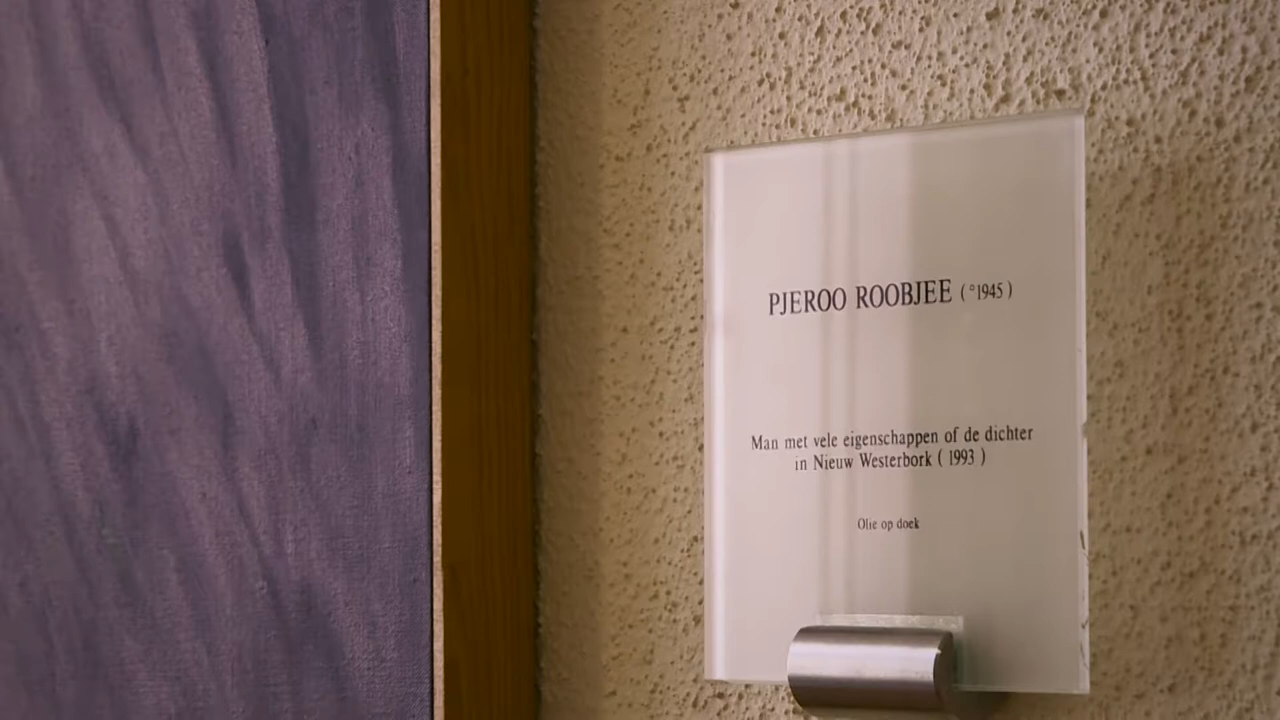 PJEROO ROOBJEE ( °1945 )
Man met vele eigenschappen of de dichter
in Nieuw Westerbork ( 1993 )
Olie op doek